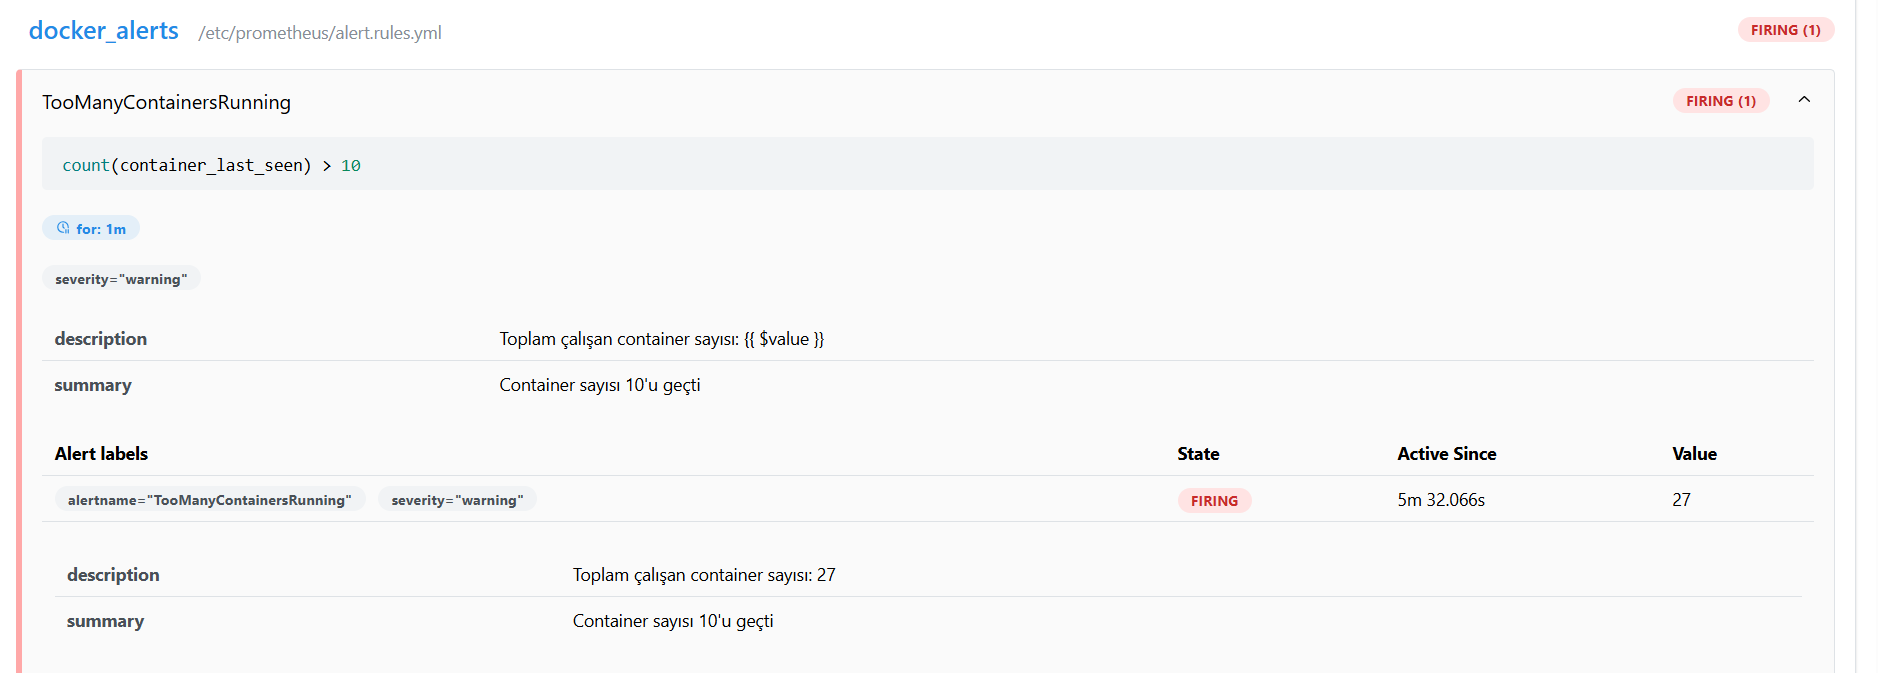 docker_alerts /etc/prometheus/alert.rules.yml FIRING (1)
TooManyContainersRunning FIRING (1)
count(container_last_seen) > 10
for: 1m
severity="warning"
description Toplam çalışan container sayısı: {{ $value }}
summary Container sayısı 10'u geçti
Alert labels State Active Since Value
alertname="TooManyContainersRunning" severity="warning" FIRING 5m 32.066s 27
description Toplam çalışan container sayısı: 27
summary Container sayısı 10'u geçti